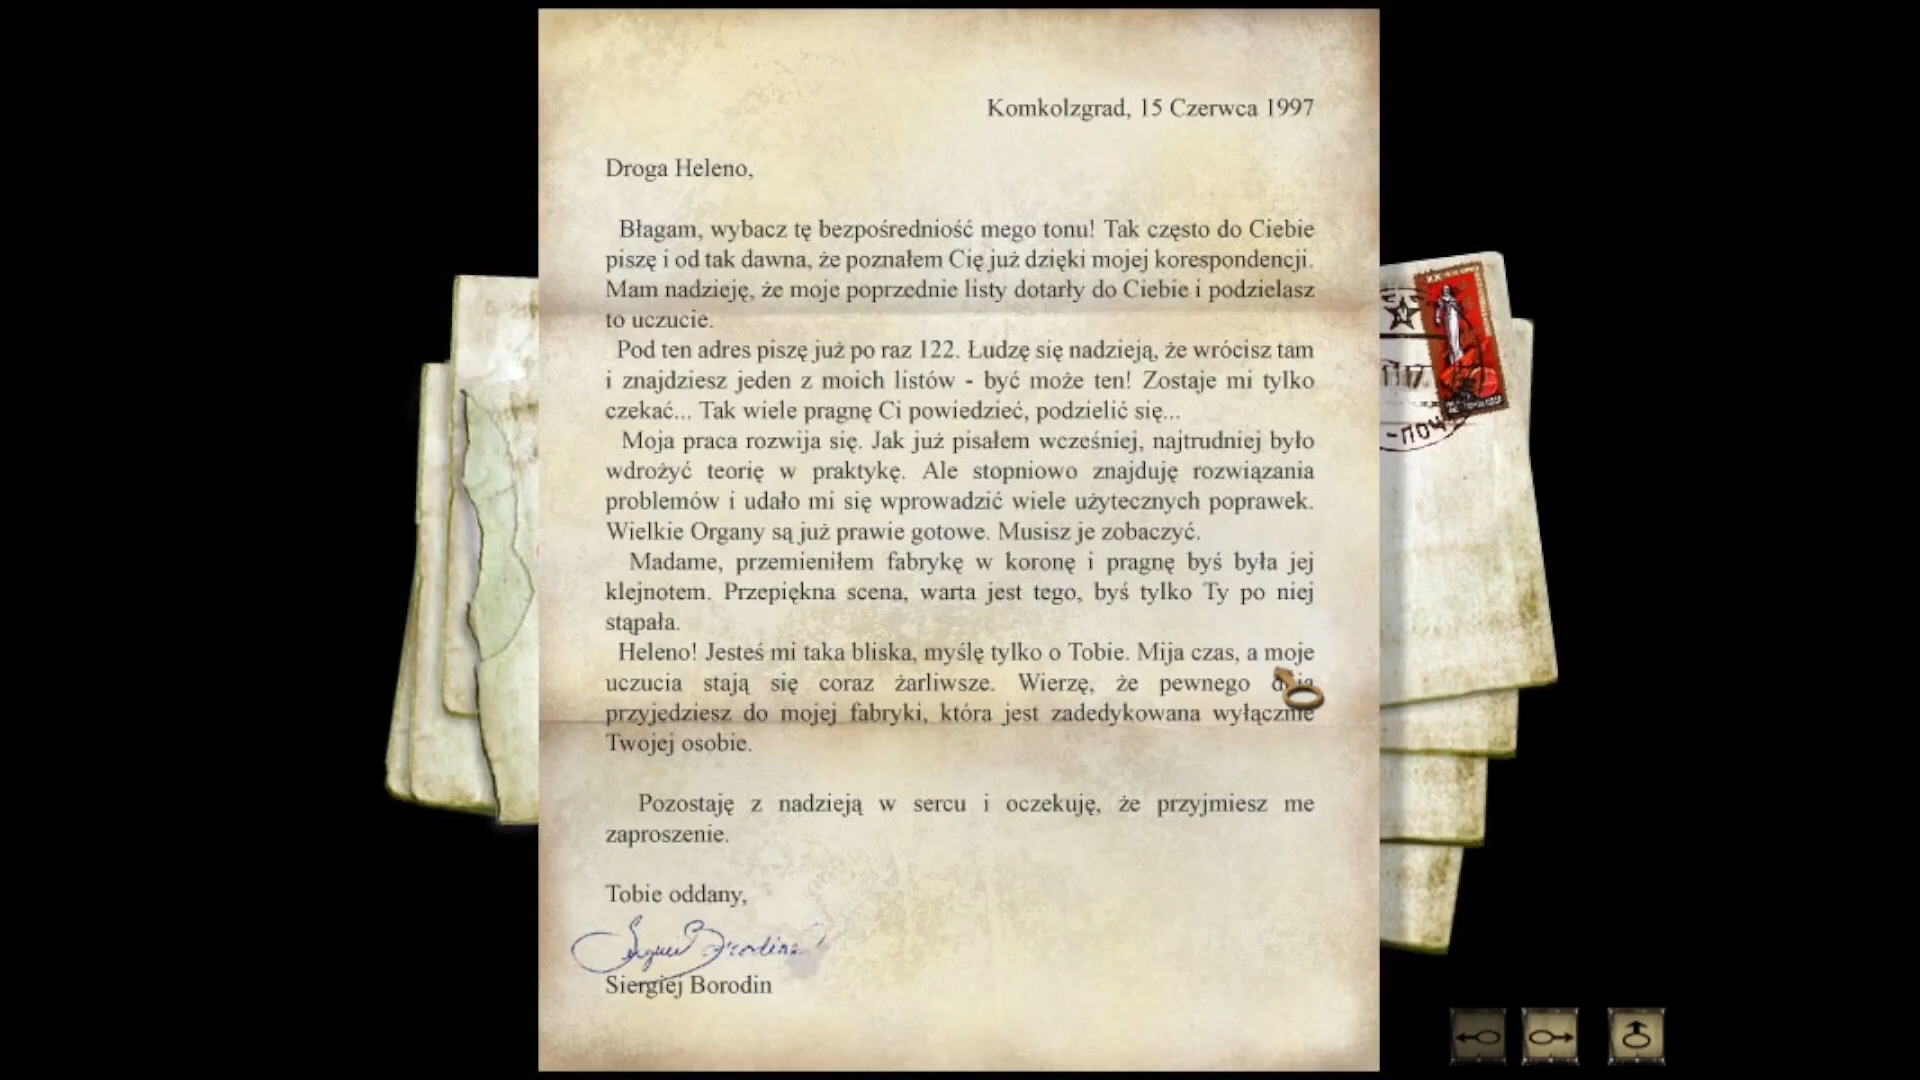 Komkolzgrad, 15 Czerwca 1997
Droga Heleno,
Błagam, wybacz tę bezpośredniość mego tonu! Tak często do Ciebie
piszę i od tak dawna, że poznałem Cię już dzięki mojej korespondencji.
Mam nadzieję, że moje poprzednie listy dotarły do Ciebie i podzielasz
to uczucie.
Pod ten adres piszę już po raz 122. Łudzę się nadzieją, że wrócisz tam
i znajdziesz jeden z moich listów - być może ten! Zostaje mi tylko
czekać... Tak wiele pragnę Ci powiedzieć, podzielić się...
Moja praca rozwija się. Jak już pisałem wcześniej, najtrudniej było
wdrożyć teorię w praktykę. Ale stopniowo znajduję rozwiązania
problemów i udało mi się wprowadzić wiele użytecznych poprawek.
Wielkie Organy są już prawie gotowe. Musisz je zobaczyć.
Madame, przemieniłem fabrykę w koronę i pragnę byś była jej
klejnotem. Przepiękna scena, warta jest tego, byś tylko Ty po niej
stąpała.
Heleno! Jesteś mi taka bliska, myślę tylko o Tobie. Mija czas, a moje
uczucia stają się coraz żarliwsze. Wierzę, że pewnego dnia
przyjedziesz do mojej fabryki, która jest zadedykowana wyłącznie
Twojej osobie.
Pozostaję z nadzieją w sercu i oczekuję, że przyjmiesz me
zaproszenie.
Tobie oddany,
Siergiej Borodin